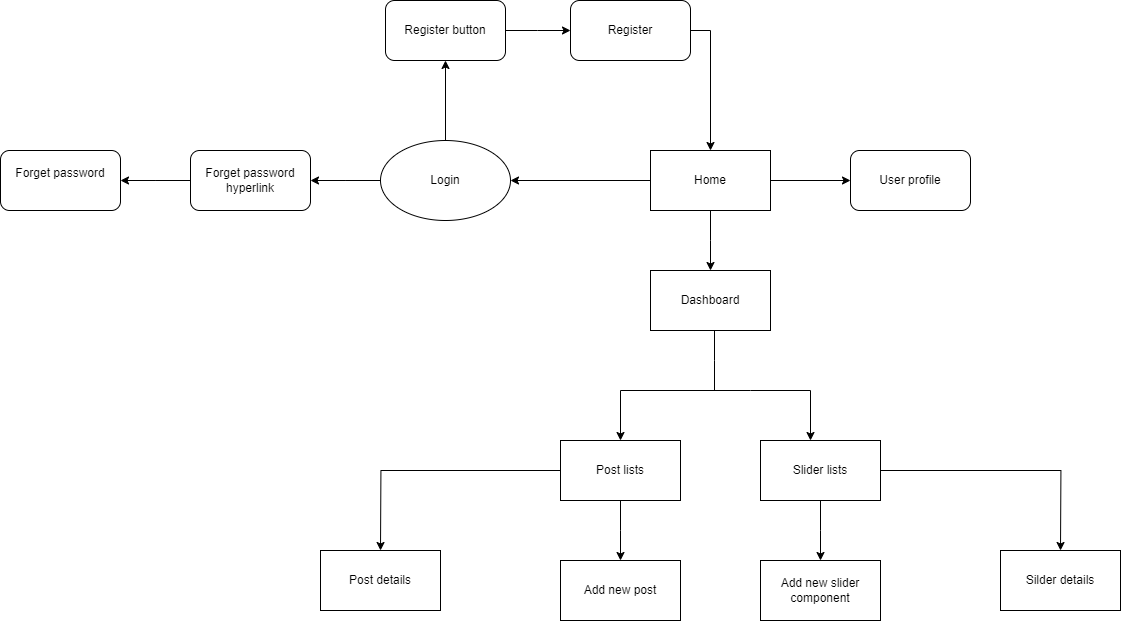 Register button
Register
Forget password
Forget password
hyperlink
Login
Home
User profile
Dashboard
Post lists
Slider lists
Post details
Add new post
Add new slider
component
Silder details